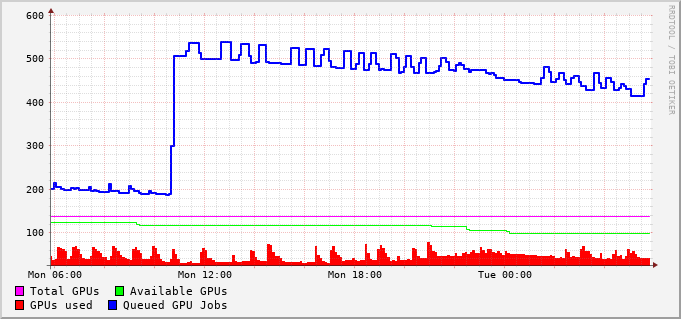 600
500
400
300
200
100
Mon 06:00 Mon 12:00 Mon 18:00 Tue 00:00
Total GPUs Available GPUs
GPUs used Queued GPU Jobs
RRDTOOL / TOBI OETIKER